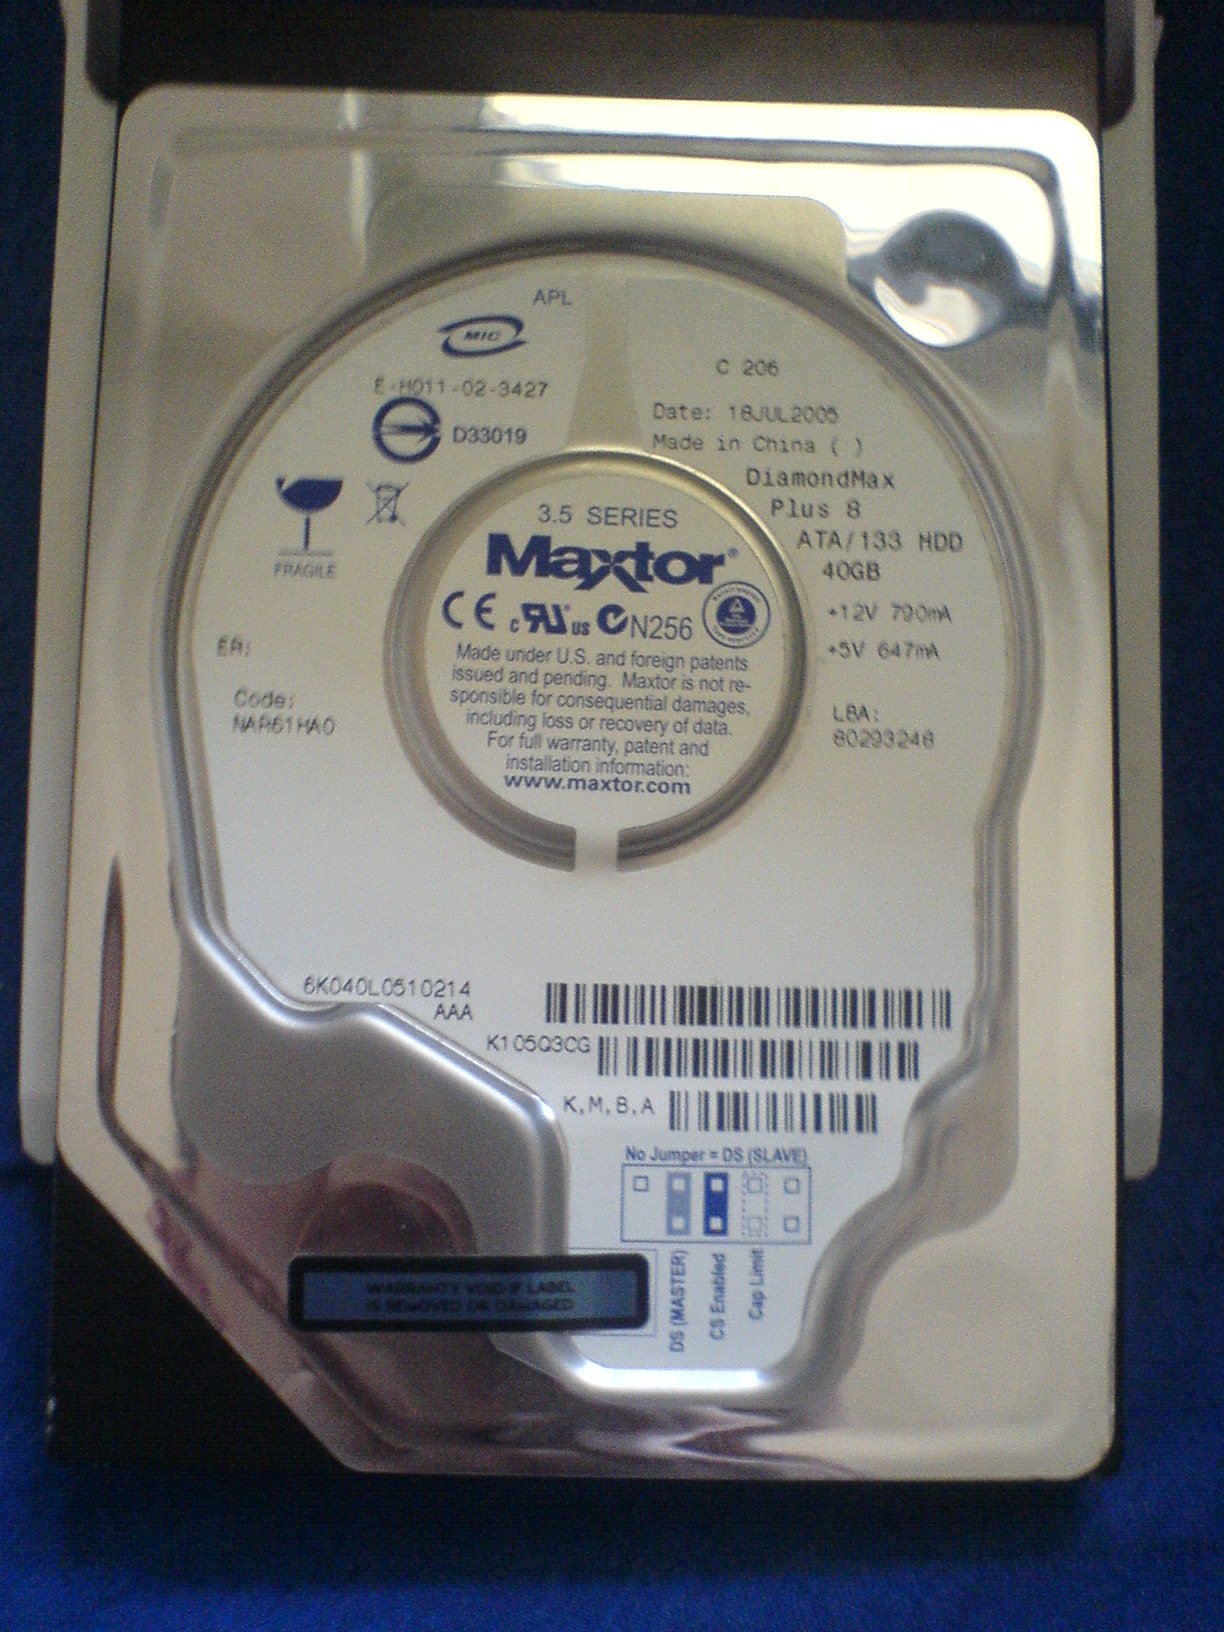 APL
MIC
E-H011-02-3427
D33019
FRAGILE
C 206
Date: 18JUL2005
Made in China ( )
DiamondMax
Plus 8
ATA/133 HDD
40GB
+12V 790mA
+5V 647mA
LBA:
80293248
3.5 SERIES
Maxtor®
CE c RU us N256
Made under U.S. and foreign patents
issued and pending. Maxtor is not re-
sponsible for consequential damages,
including loss or recovery of data.
For full warranty, patent and
installation information:
www.maxtor.com
Code:
NAR61HA0
6K040L0510214
AAA
K105Q3CG
K,M,B,A
No Jumper = DS (SLAVE)
DS (MASTER)
CS Enabled
Cap Limit
WARRANTY VOID IF LABEL
IS REMOVED OR DAMAGED